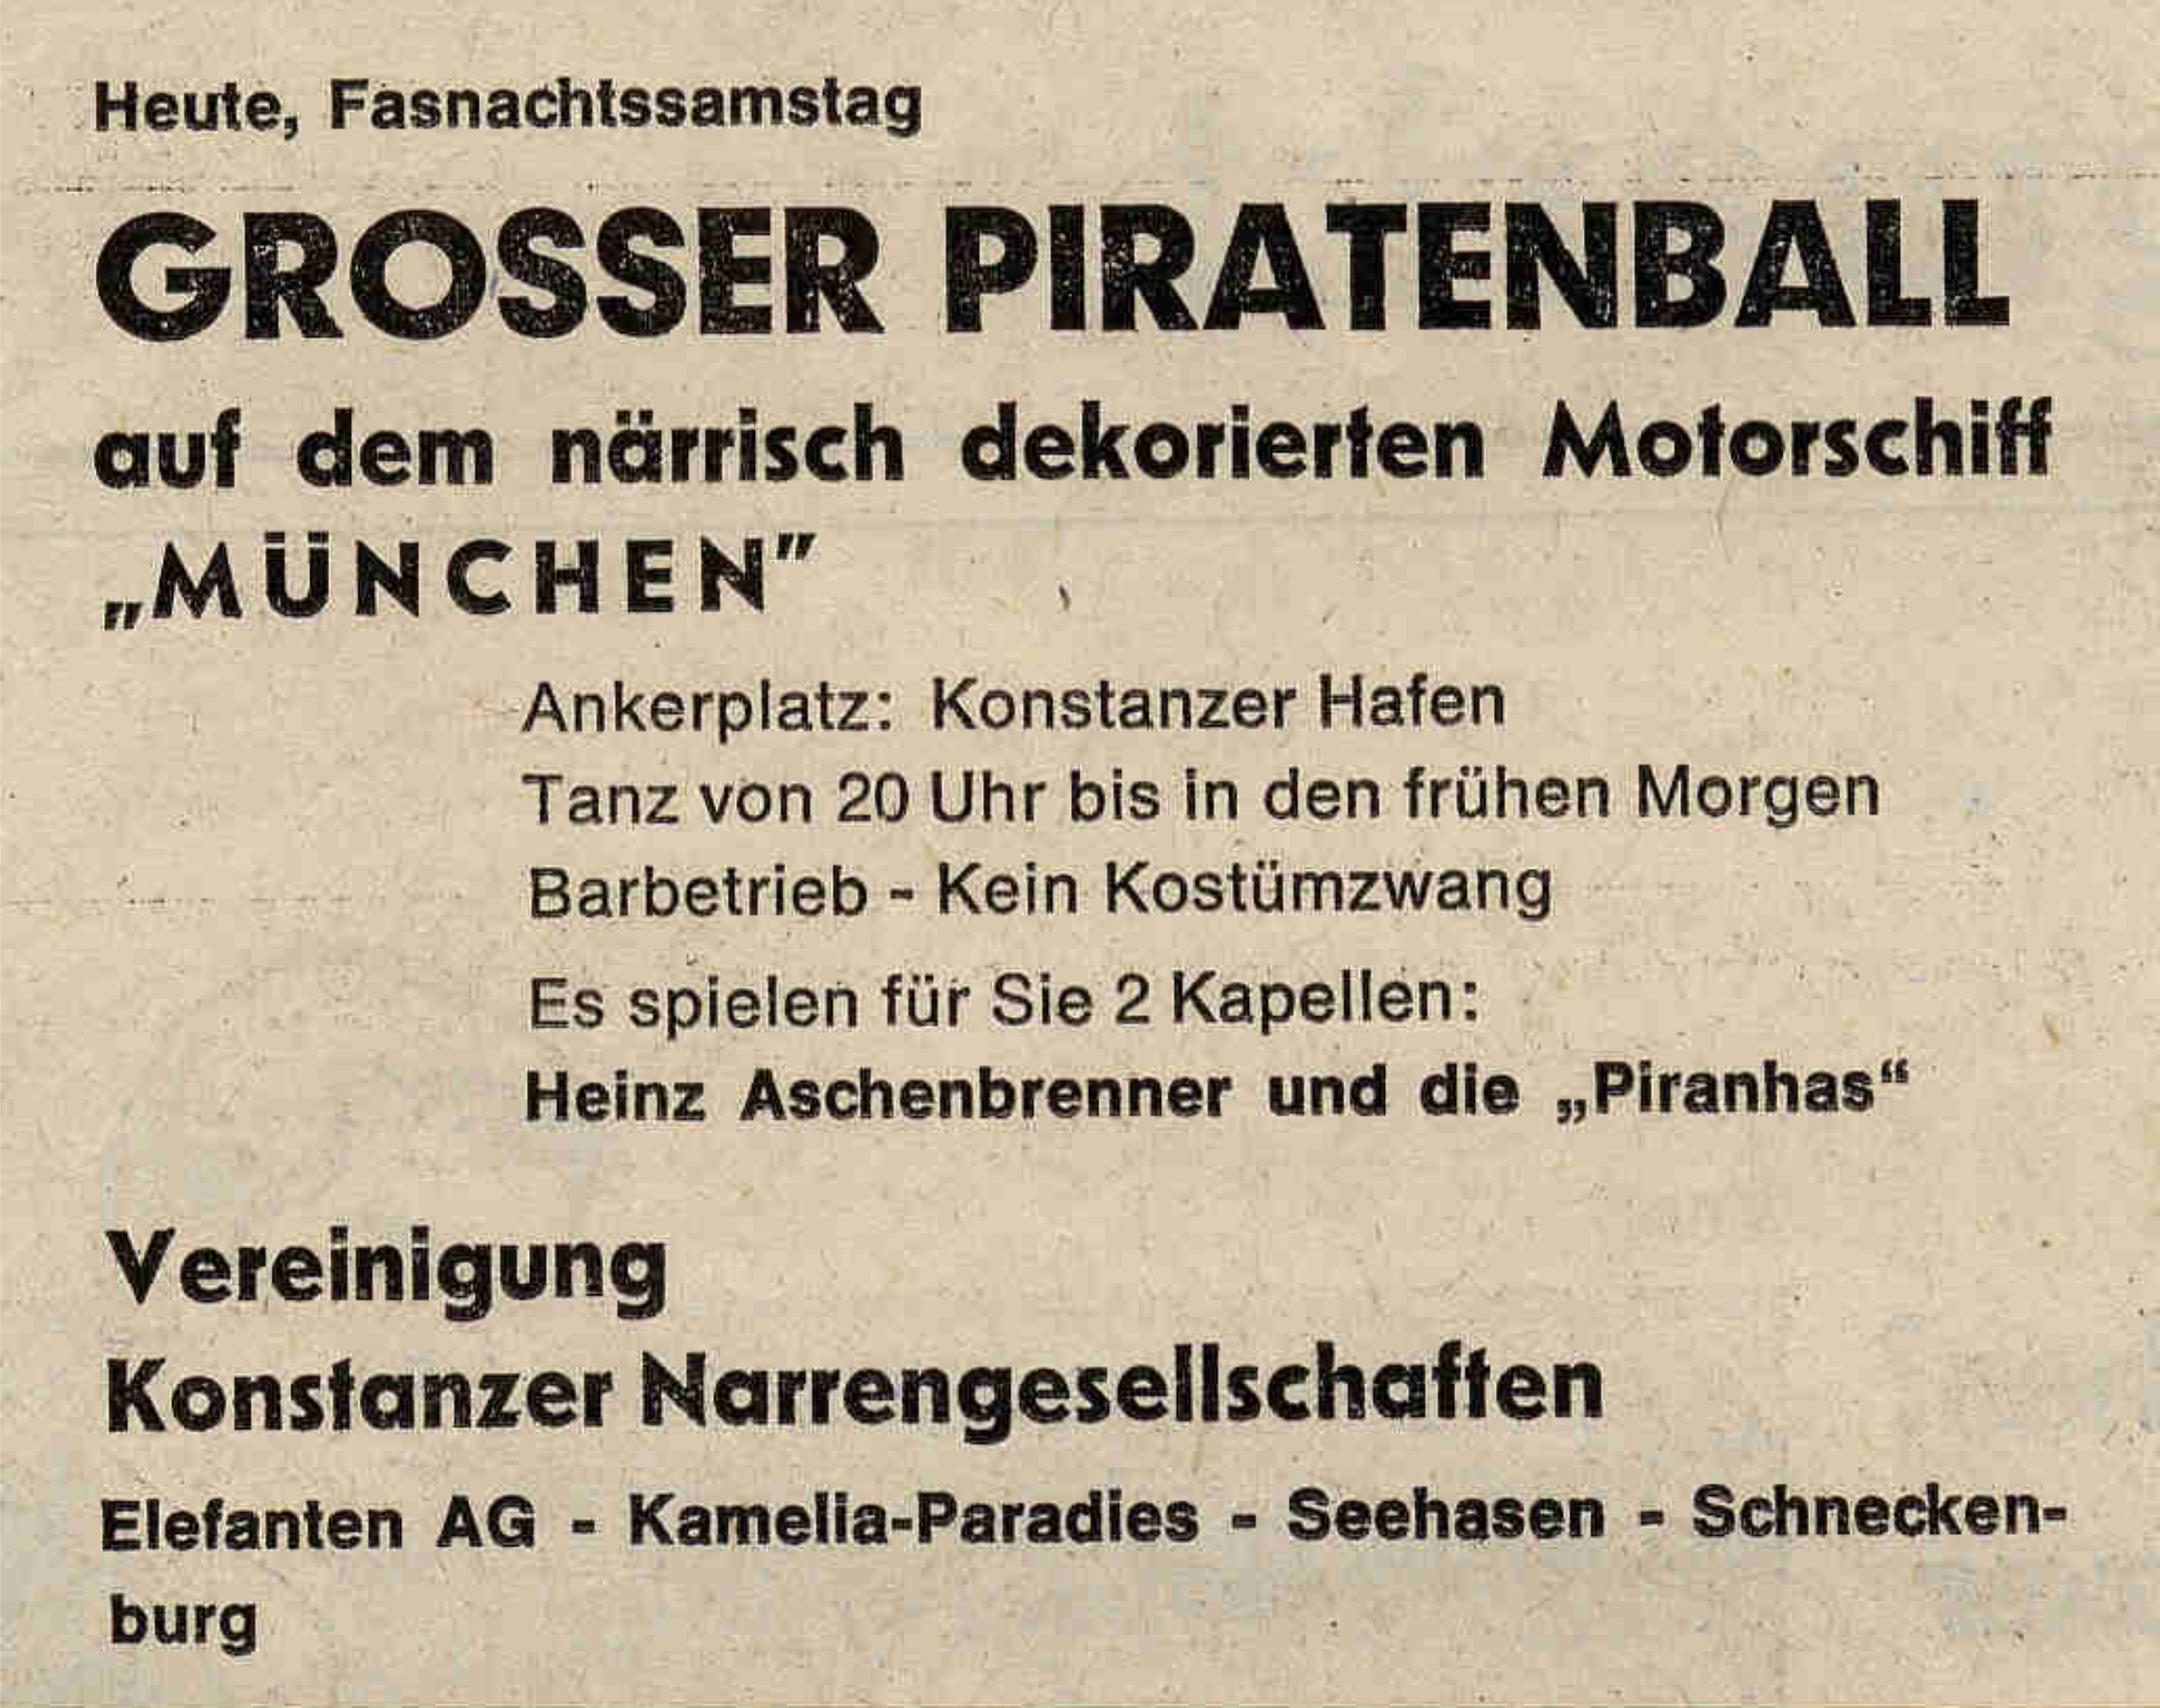 Heute, Fasnachtssamstag
GROSSER PIRATENBALL
auf dem närrisch dekorierten Motorschiff
„MÜNCHEN"
Ankerplatz: Konstanzer Hafen
Tanz von 20 Uhr bis in den frühen Morgen
Barbetrieb - Kein Kostümzwang
Es spielen für Sie 2 Kapellen:
Heinz Aschenbrenner und die „Piranhas“
Vereinigung
Konstanzer Narrengesellschaften
Elefanten AG - Kamelia-Paradies - Seehasen - Schnecken-
burg